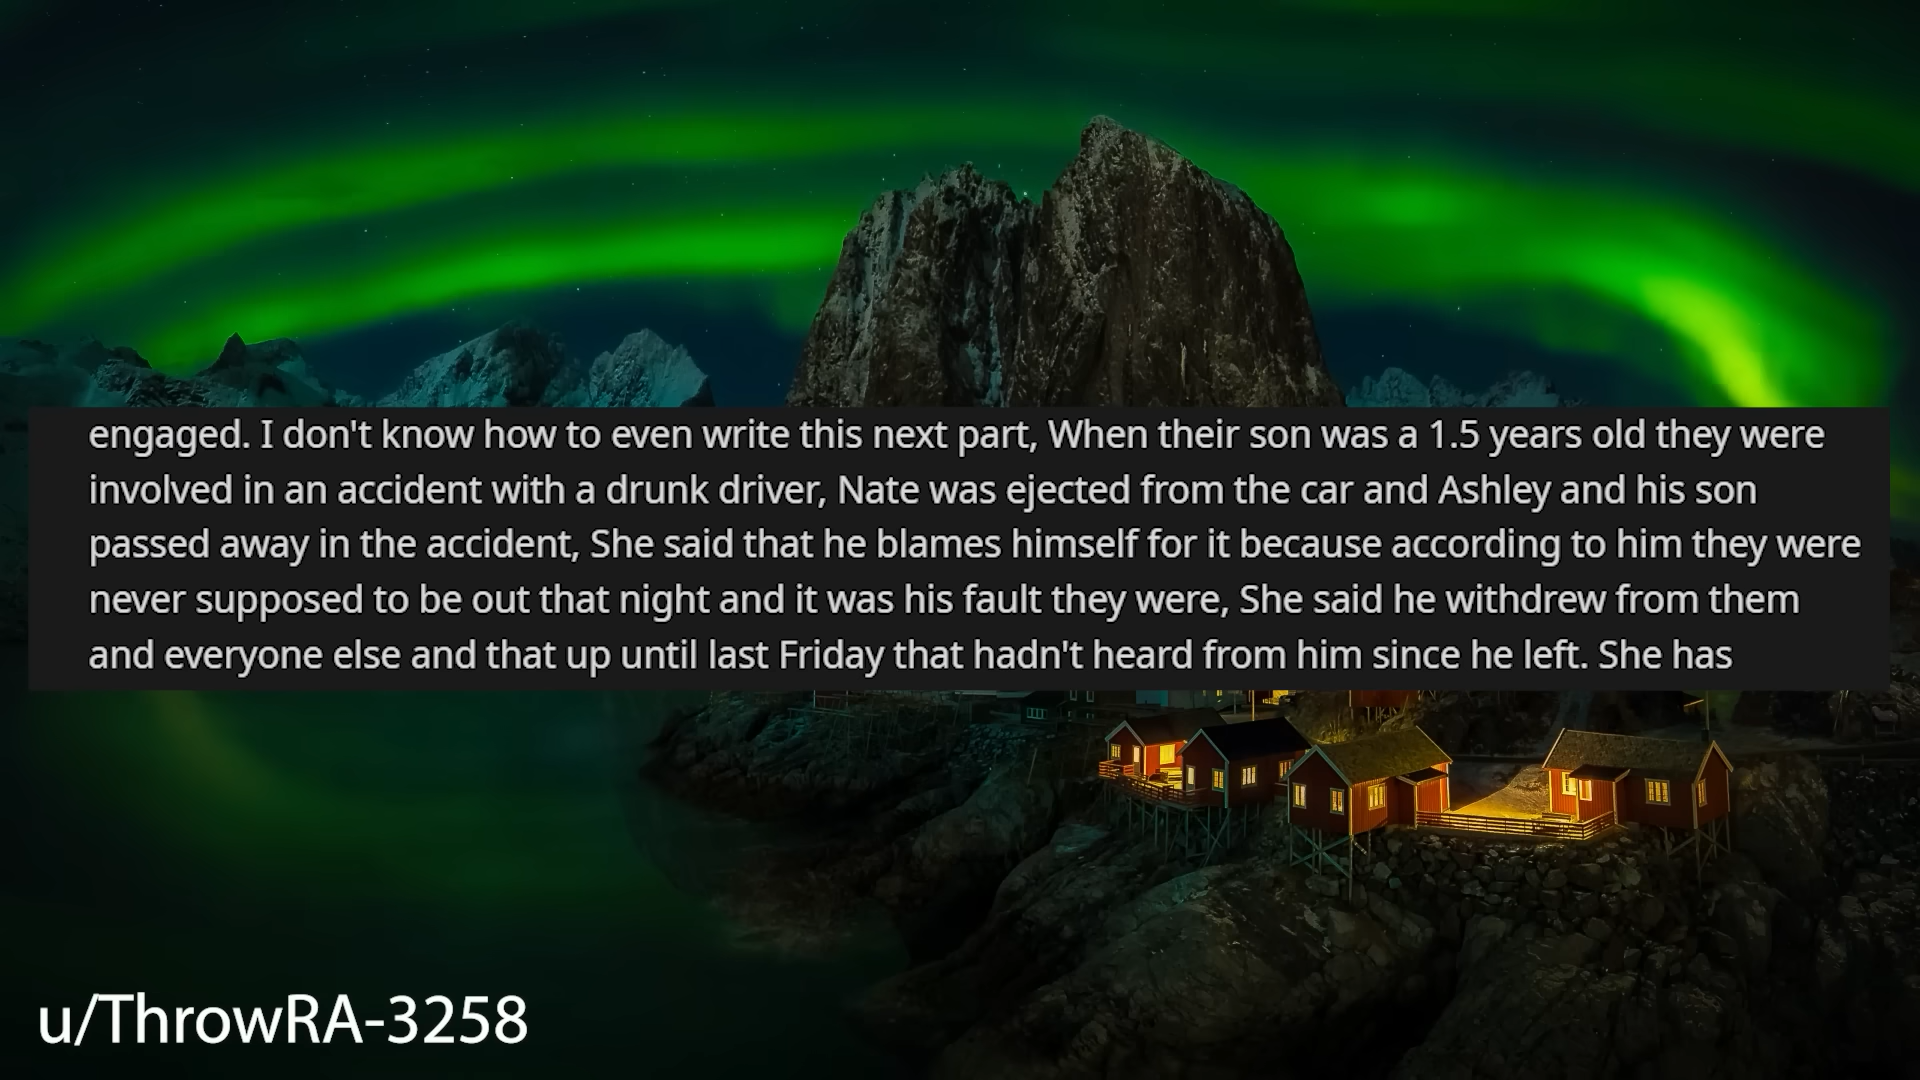 engaged. I don't know how to even write this next part, When their son was a 1.5 years old they were
involved in an accident with a drunk driver, Nate was ejected from the car and Ashley and his son
passed away in the accident, She said that he blames himself for it because according to him they were
never supposed to be out that night and it was his fault they were, She said he withdrew from them
and everyone else and that up until last Friday that hadn't heard from him since he left. She has
u/ThrowRA-3258